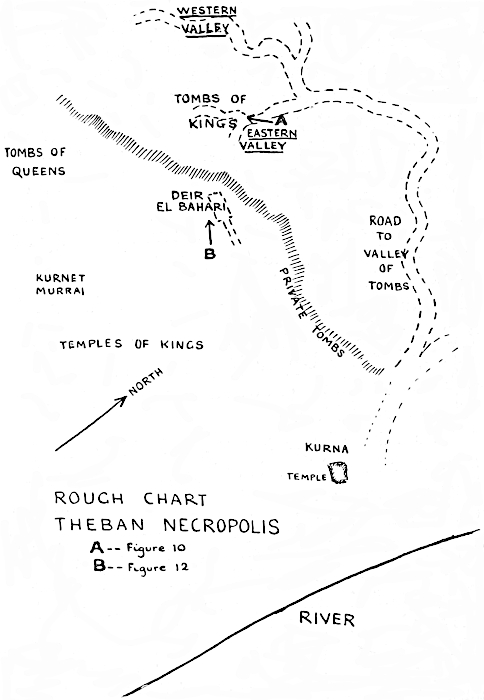 WESTERN
VALLEY
TOMBS OF
KINGS
A
EASTERN
VALLEY
TOMBS OF
QUEENS
DEIR
EL BAHARI
B
ROAD
TO
VALLEY
OF
TOMBS
KURNET
MURRAI
PRIVATE TOMBS
TEMPLES OF KINGS
NORTH
KURNA
TEMPLE
ROUGH CHART
THEBAN NECROPOLIS
A -- Figure 10
B -- Figure 12
RIVER